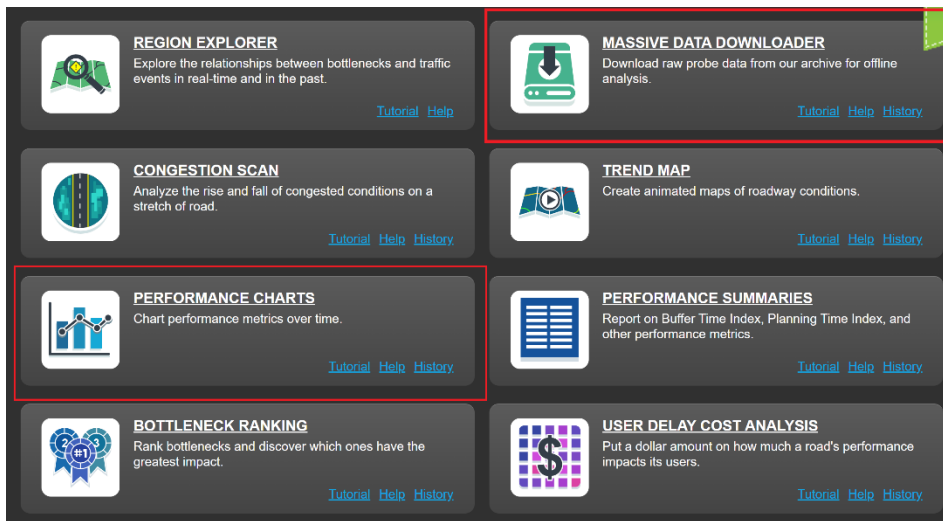 REGION EXPLORER
Explore the relationships between bottlenecks and traffic
events in real-time and in the past.
Tutorial Help
MASSIVE DATA DOWNLOADER
Download raw probe data from our archive for offline
analysis.
Tutorial Help History
CONGESTION SCAN
Analyze the rise and fall of congested conditions on a
stretch of road.
Tutorial Help History
TREND MAP
Create animated maps of roadway conditions.
Tutorial Help History
PERFORMANCE CHARTS
Chart performance metrics over time.
Tutorial Help History
PERFORMANCE SUMMARIES
Report on Buffer Time Index, Planning Time Index, and
other performance metrics.
Tutorial Help History
2 #1 3
BOTTLENECK RANKING
Rank bottlenecks and discover which ones have the
greatest impact.
Tutorial Help History
$
USER DELAY COST ANALYSIS
Put a dollar amount on how much a road's performance
impacts its users.
Tutorial Help History